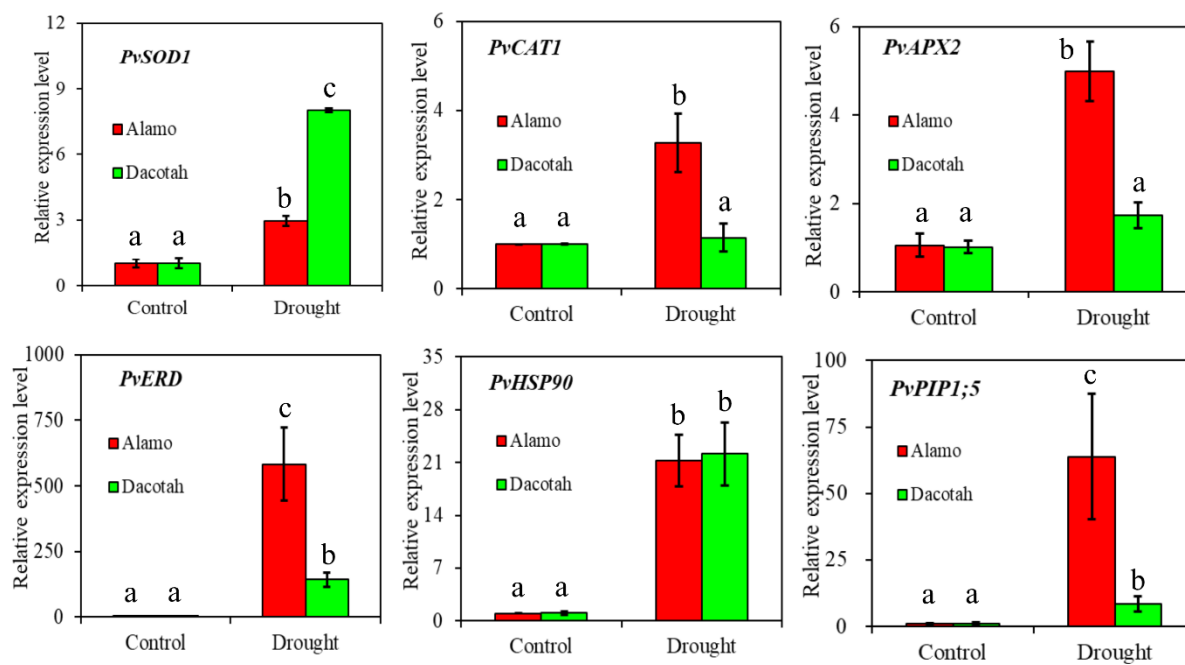 PvSOD1
Relative expression level
12
9
6
3
0
Alamo
Dacotah
a
a
b
c
Control
Drought
PvCAT1
Relative expression level
6
4
2
0
Alamo
Dacotah
a
a
b
a
Control
Drought
PvAPX2
Relative expression level
6
4
2
0
Alamo
Dacotah
a
a
b
a
Control
Drought
PvERD
Relative expression level
1000
750
500
250
0
Alamo
Dacotah
a
a
c
b
Control
Drought
PvHSP90
Relative expression level
35
28
21
14
7
0
Alamo
Dacotah
a
a
b
b
Control
Drought
PvPIP1;5
Relative expression level
100
75
50
25
0
Alamo
Dacotah
a
a
c
b
Control
Drought